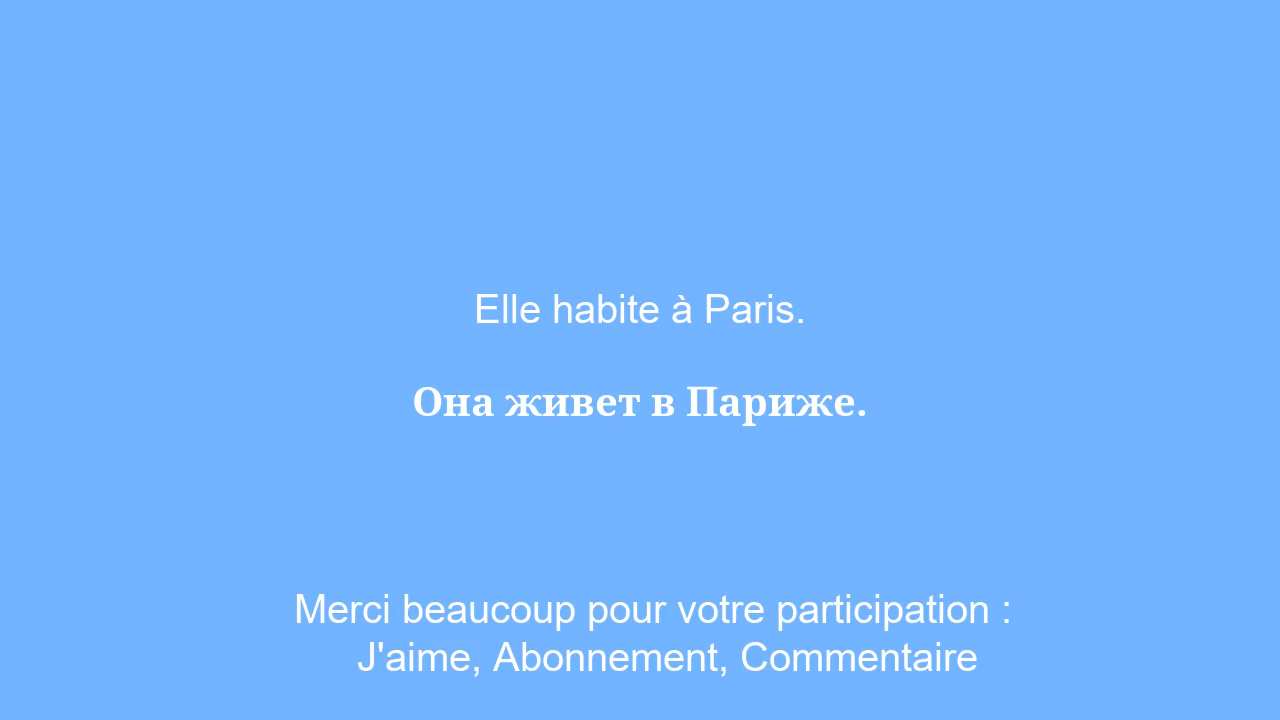 Elle habite à Paris.
Она живет в Париже.
Merci beaucoup pour votre participation :
J'aime, Abonnement, Commentaire